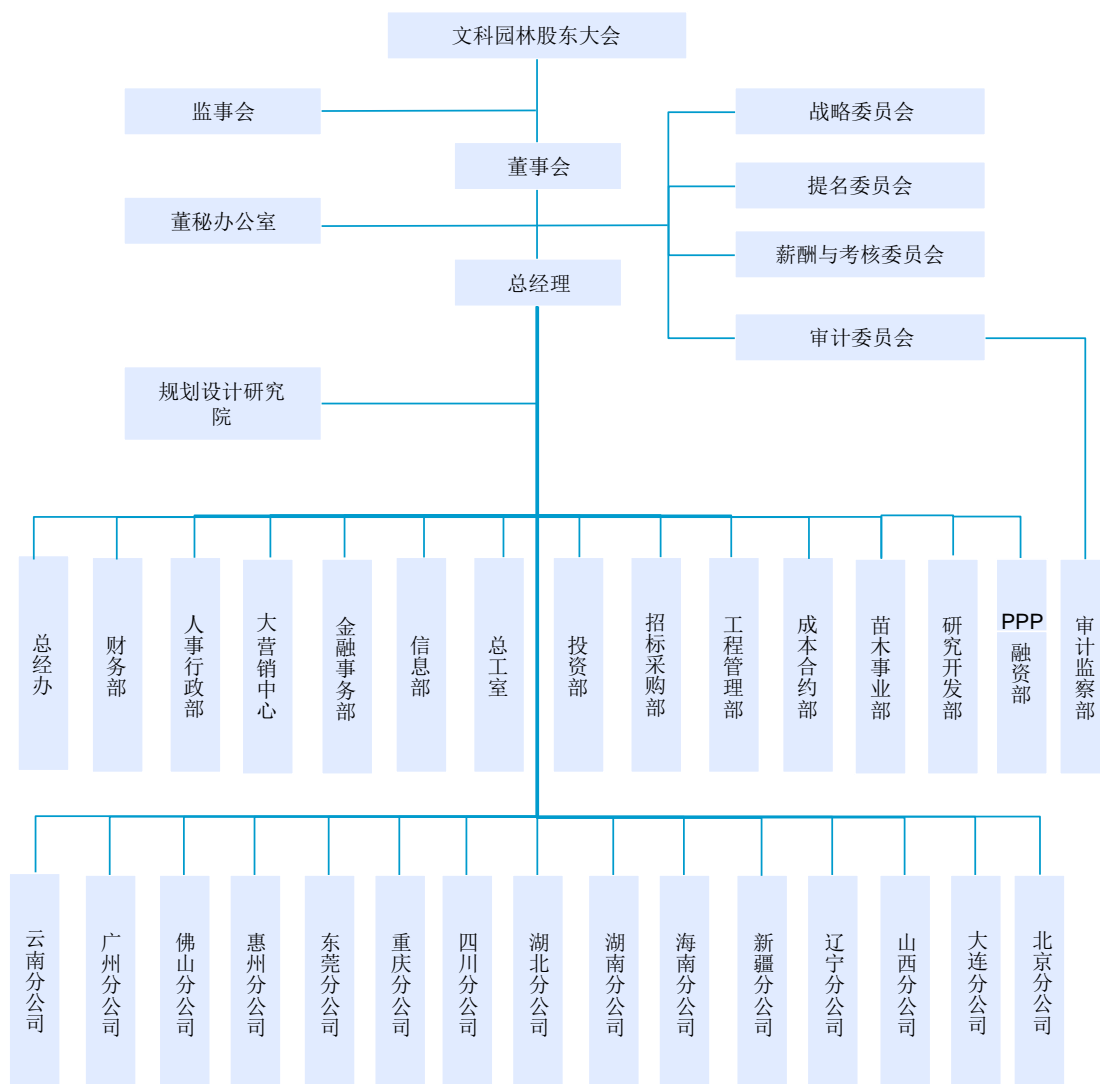 文科园林股东大会
监事会
战略委员会
董事会
提名委员会
董秘办公室
薪酬与考核委员会
总经理
审计委员会
规划设计研究
院
总经办
财务部
人事行政部
大营销中心
金融事务部
信息部
总工室
投资部
招标采购部
工程管理部
成本合约部
苗木事业部
研究开发部
PPP
融资部
审计监察部
云南分公司
广州分公司
佛山分公司
惠州分公司
东莞分公司
重庆分公司
四川分公司
湖北分公司
湖南分公司
海南分公司
新疆分公司
辽宁分公司
山西分公司
大连分公司
北京分公司